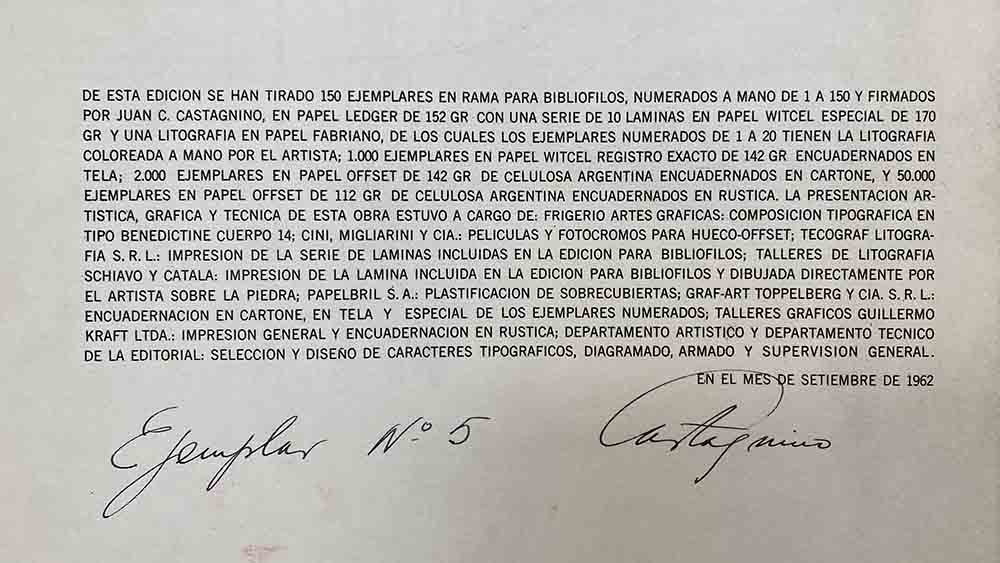 DE ESTA EDICION SE HAN TIRADO 150 EJEMPLARES EN RAMA PARA BIBLIOFILOS, NUMERADOS A MANO DE 1 A 150 Y FIRMADOS
POR JUAN C. CASTAGNINO, EN PAPEL LEDGER DE 152 GR CON UNA SERIE DE 10 LAMINAS EN PAPEL WITCEL ESPECIAL DE 170
GR Y UNA LITOGRAFIA EN PAPEL FABRIANO, DE LOS CUALES LOS EJEMPLARES NUMERADOS DE 1 A 20 TIENEN LA LITOGRAFIA
COLOREADA A MANO POR EL ARTISTA; 1.000 EJEMPLARES EN PAPEL WITCEL REGISTRO EXACTO DE 142 GR ENCUADERNADOS EN
TELA; 2.000 EJEMPLARES EN PAPEL OFFSET DE 142 GR DE CELULOSA ARGENTINA ENCUADERNADOS EN CARTONE, Y 50.000
EJEMPLARES EN PAPEL OFFSET DE 112 GR DE CELULOSA ARGENTINA ENCUADERNADOS EN RUSTICA. LA PRESENTACION AR-
TISTICA, GRAFICA Y TECNICA DE ESTA OBRA ESTUVO A CARGO DE: FRIGERIO ARTES GRAFICAS: COMPOSICION TIPOGRAFICA EN
TIPO BENEDICTINE CUERPO 14; CINI, MIGLIARINI Y CIA.: PELICULAS Y FOTOCROMOS PARA HUECO-OFFSET; TECOGRAF LITOGRA-
FIA S. R. L.: IMPRESION DE LA SERIE DE LAMINAS INCLUIDAS EN LA EDICION PARA BIBLIOFILOS; TALLERES DE LITOGRAFIA
SCHIAVO Y CATALA: IMPRESION DE LA LAMINA INCLUIDA EN LA EDICION PARA BIBLIOFILOS Y DIBUJADA DIRECTAMENTE POR
EL ARTISTA SOBRE LA PIEDRA; PAPELBRIL S.A.: PLASTIFICACION DE SOBRECUBIERTAS; GRAF-ART TOPPELBERG Y CIA. S. R. L.:
ENCUADERNACION EN CARTONE, EN TELA Y ESPECIAL DE LOS EJEMPLARES NUMERADOS; TALLERES GRAFICOS GUILLERMO
KRAFT LTDA.: IMPRESION GENERAL Y ENCUADERNACION EN RUSTICA; DEPARTAMENTO ARTISTICO Y DEPARTAMENTO TECNICO
DE LA EDITORIAL: SELECCION Y DISEÑO DE CARACTERES TIPOGRAFICOS, DIAGRAMADO, ARMADO Y SUPERVISION GENERAL.
EN EL MES DE SETIEMBRE DE 1962
Ejemplar Nº 5 Castagnino